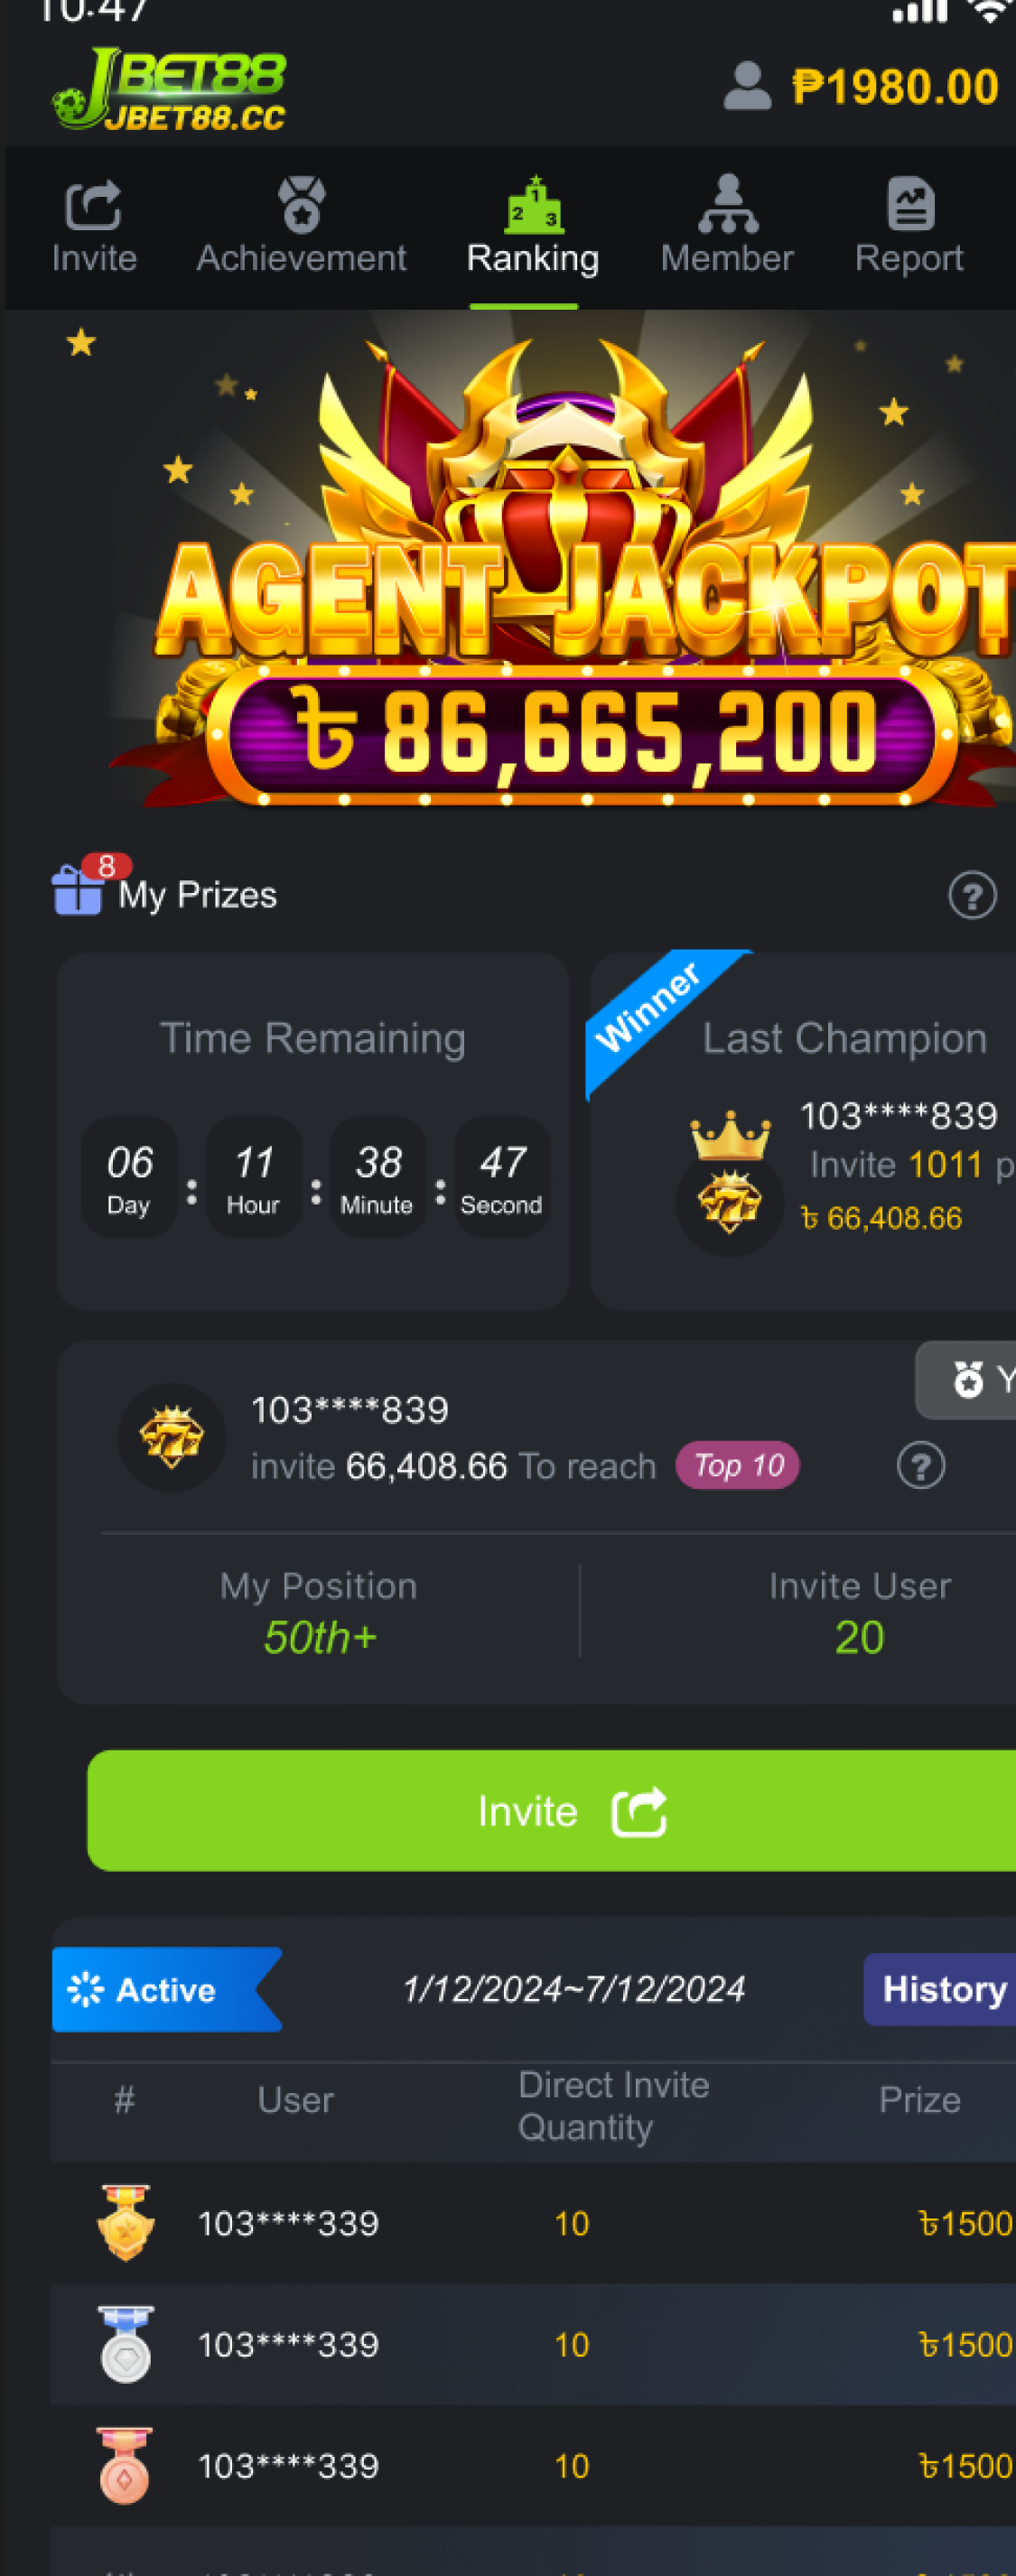 10:47
JBET88
JBET88.CC
₱1980.00
Invite
Achievement
Ranking
Member
Report
AGENT JACKPOT
৳ 86,665,200
8
My Prizes
?
Time Remaining
06 : 11 : 38 : 47
Day Hour Minute Second
Winner
Last Champion
103****839
Invite 1011 p
৳ 66,408.66
Y
103****839
invite 66,408.66 To reach Top 10
?
My Position
50th+
Invite User
20
Invite
Active
1/12/2024~7/12/2024
History
# User Direct Invite Quantity Prize
103****339 10 ৳1500
103****339 10 ৳1500
103****339 10 ৳1500